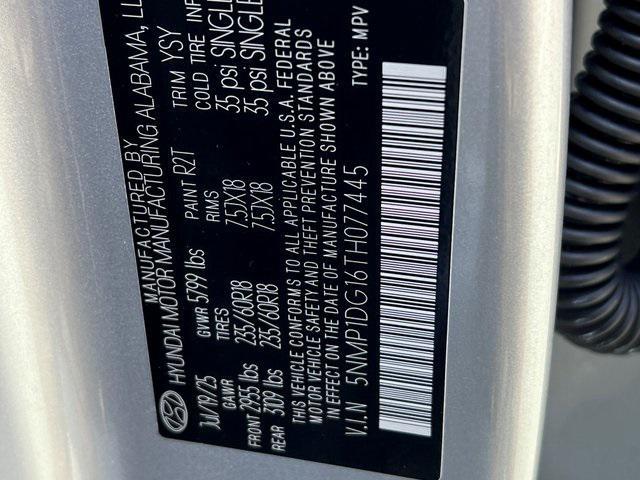 MANUFACTURED BY
HYUNDAI MOTOR MANUFACTURING ALABAMA, LL
JU/19/25 GVWR 5799 lbs PAINT R2T TRIM YSY
GAWR TIRES RIMS COLD TIRE INF
FRONT 2955 lbs 235/60R18 7.5JX18 35 psi SINGLE
REAR 3109 lbs 235/60R18 7.5JX18 35 psi SINGLE
THIS VEHICLE CONFORMS TO ALL APPLICABLE U.S.A. FEDERAL
MOTOR VEHICLE SAFETY AND THEFT PREVENTION STANDARDS
IN EFFECT ON THE DATE OF MANUFACTURE SHOWN ABOVE
V.I.N 5NMP1DG16TH077445 TYPE: MPV